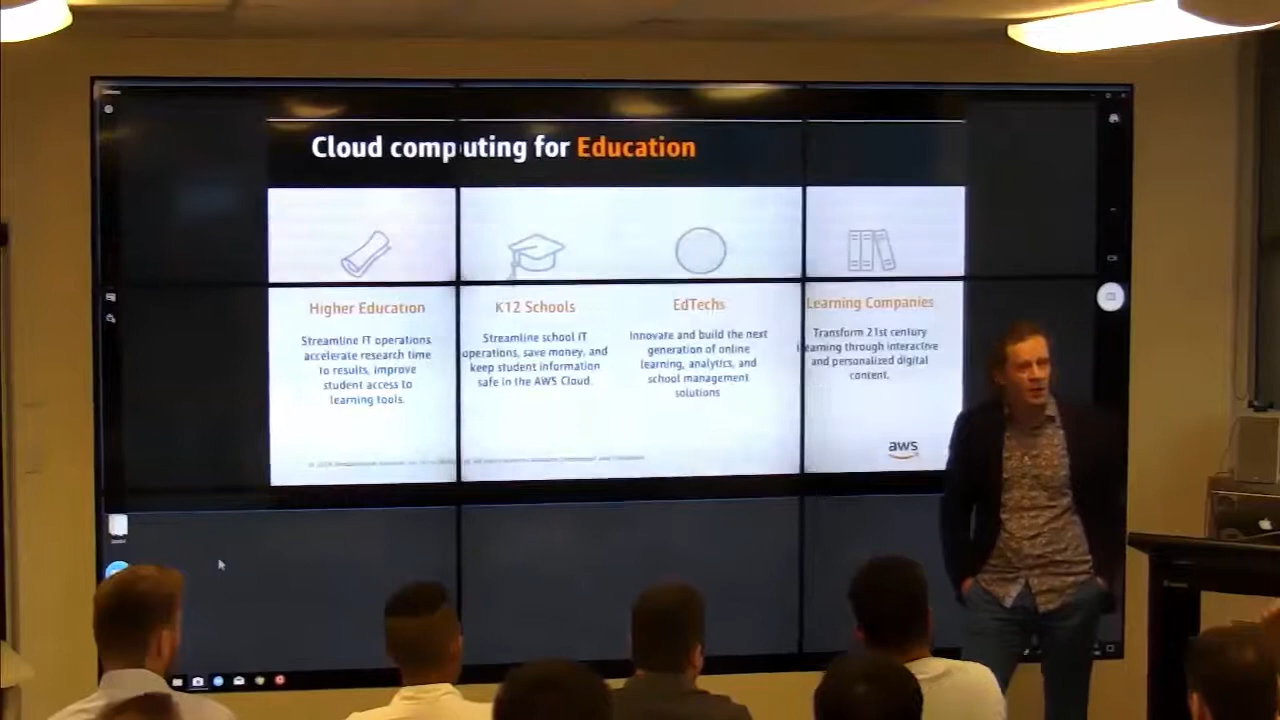 Cloud computing for Education
Higher Education
Streamline IT operations,
accelerate research time
to results, improve
student access to
learning tools.
K12 Schools
Streamline school IT
operations, save money, and
keep student information
safe in the AWS Cloud.
EdTechs
Innovate and build the next
generation of online
learning, analytics, and
school management
solutions
Learning Companies
Transform 21st century
learning through interactive
and personalized digital
content.
aws